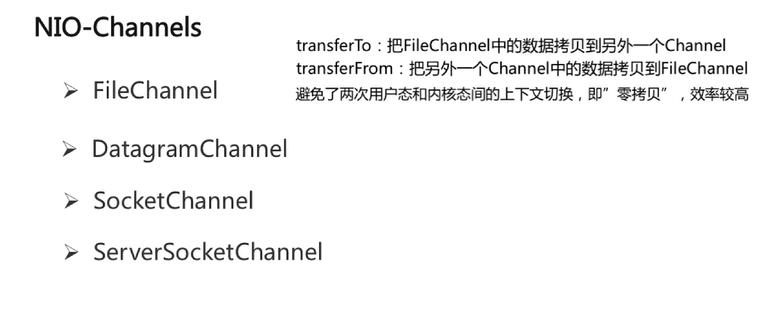 NIO-Channels
transferTo：把FileChannel中的数据拷贝到另外一个Channel
transferFrom：把另外一个Channel中的数据拷贝到FileChannel
避免了两次用户态和内核态间的上下文切换，即”零拷贝”，效率较高
➢ FileChannel
➢ DatagramChannel
➢ SocketChannel
➢ ServerSocketChannel